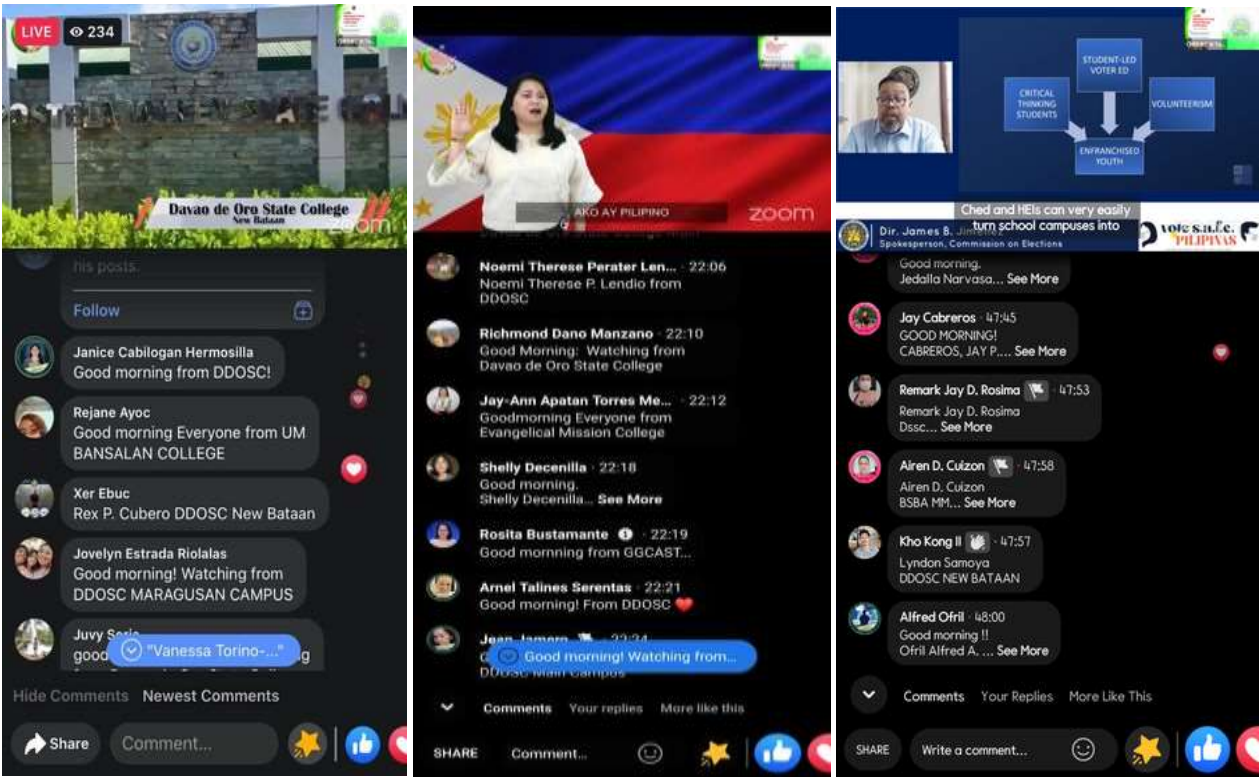 LIVE
234
Davao de Oro State College
New Bataan
zoom
his posts.
Follow
Janice Cabilogan Hermosilla
Good morning from DDOSC!
Rejane Ayoc
Good morning Everyone from UM
BANSALAN COLLEGE
Xer Ebuc
Rex P. Cubero DDOSC New Bataan
Jovelyn Estrada Riolalas
Good morning! Watching from
DDOSC MARAGUSAN CAMPUS
Juvy
good
"Vanessa Torino-..."
Hide Comments Newest Comments
Share
Comment...
AKO AY PILIPINO
zoom
Noemi Therese Perater Len... · 22:06
Noemi Therese P. Lendio from
DDOSC
Richmond Dano Manzano · 22:10
Good Morning: Watching from
Davao de Oro State College
Jay-Ann Apatan Torres Me... · 22:12
Goodmorning Everyone from
Evangelical Mission College
Shelly Decenilla · 22:18
Good morning.
Shelly Decenilla... See More
Rosita Bustamante · 22:19
Good mornning from GGCAST...
Arnel Talines Serentas · 22:21
Good morning! From DDOSC ❤️
Good morning! Watching from...
DDOSC Main Campus
Comments Your replies More like this
SHARE
Comment...
STUDENT-LED
VOTER ED
CRITICAL
THINKING
STUDENTS
VOLUNTEERISM
ENFRANCHISED
YOUTH
Ched and HEIs can very easily
turn school campuses into
Dir. James B.
Spokesperson, Commission on Elections
vote s.a.f.e.
PILIPINAS
Good morning.
Jedalla Narvasa... See More
Jay Cabreros · 47:45
GOOD MORNING!
CABREROS, JAY P.... See More
Remark Jay D. Rosima · 47:53
Remark Jay D. Rosima
Dssc... See More
Airen D. Cuizon · 47:58
Airen D. Cuizon
BSBA MM... See More
Kho Kong II · 47:57
Lyndon Samoya
DDOSC NEW BATAAN
Alfred Ofril · 48:00
Good morning !!
Ofril Alfred A. ... See More
Comments Your Replies More Like This
SHARE
Write a comment...